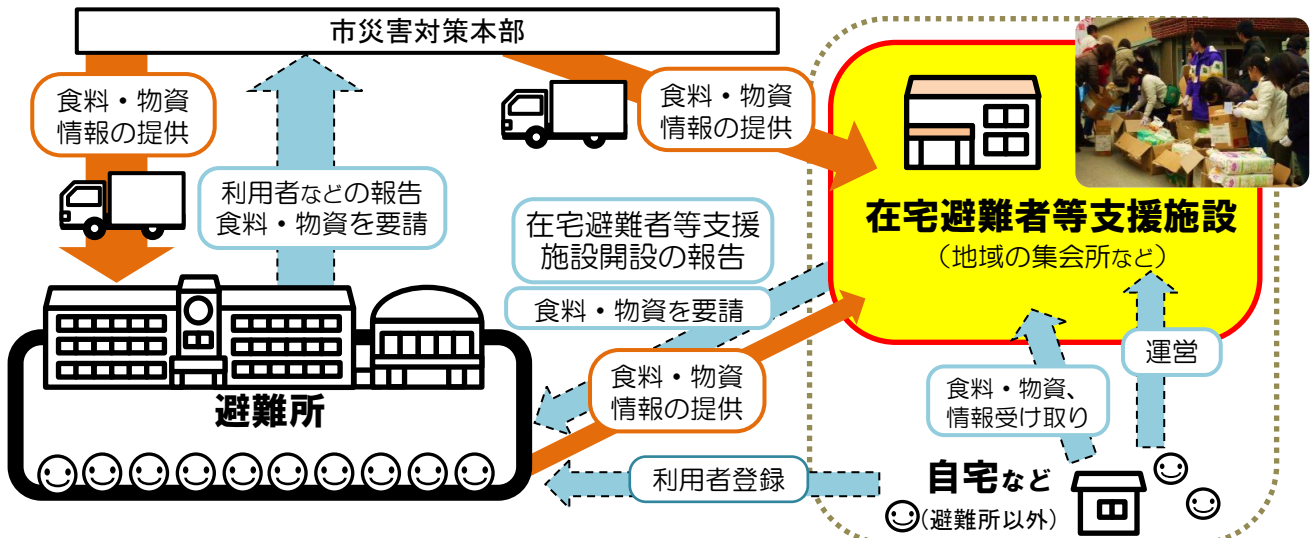 市災害対策本部
食料・物資
情報の提供
利用者などの報告
食料・物資を要請
食料・物資
情報の提供
在宅避難者等支援施設
（地域の集会所など）
在宅避難者等支援
施設開設の報告
食料・物資を要請
食料・物資
情報の提供
避難所
運営
食料・物資、
情報受け取り
利用者登録
自宅など
（避難所以外）